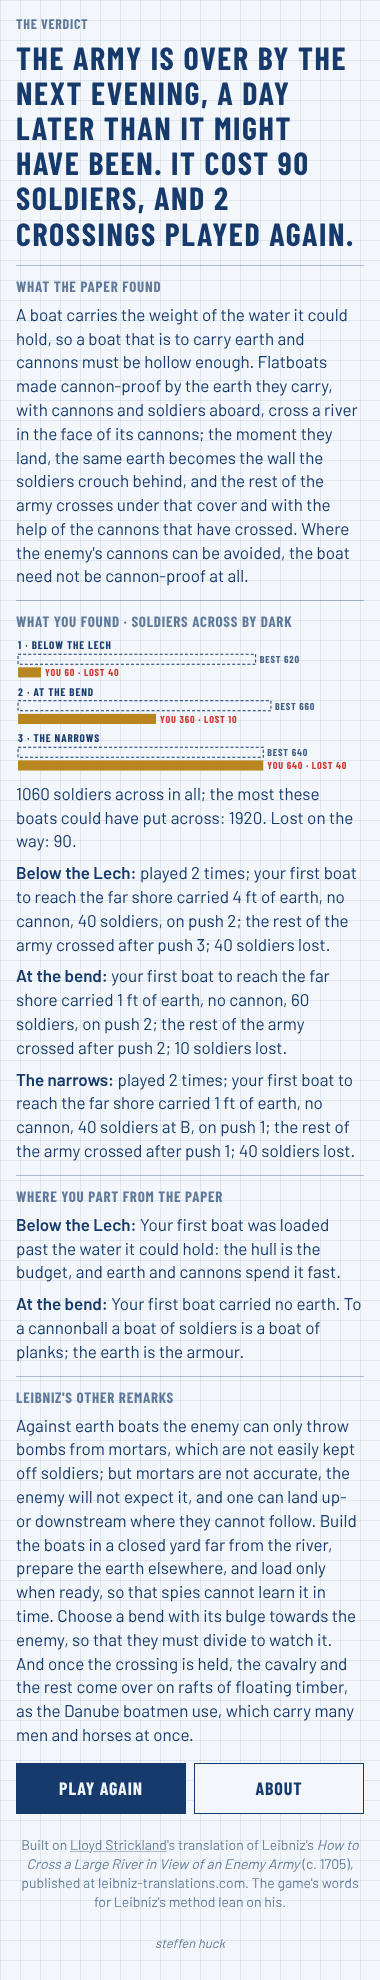 THE VERDICT
THE ARMY IS OVER BY THE
NEXT EVENING, A DAY
LATER THAN IT MIGHT
HAVE BEEN. IT COST 90
SOLDIERS, AND 2
CROSSINGS PLAYED AGAIN.
WHAT THE PAPER FOUND
A boat carries the weight of the water it could
hold, so a boat that is to carry earth and
cannons must be hollow enough. Flatboats
made cannon-proof by the earth they carry,
with cannons and soldiers aboard, cross a river
in the face of its cannons; the moment they
land, the same earth becomes the wall the
soldiers crouch behind, and the rest of the
army crosses under that cover and with the
help of the cannons that have crossed. Where
the enemy's cannons can be avoided, the boat
need not be cannon-proof at all.
WHAT YOU FOUND · SOLDIERS ACROSS BY DARK
1 · BELOW THE LECH
BEST 620
YOU 60 · LOST 40
2 · AT THE BEND
BEST 660
YOU 360 · LOST 10
3 · THE NARROWS
BEST 640
YOU 640 · LOST 40
1060 soldiers across in all; the most these
boats could have put across: 1920. Lost on the
way: 90.
Below the Lech: played 2 times; your first boat
to reach the far shore carried 4 ft of earth, no
cannon, 40 soldiers, on push 2; the rest of the
army crossed after push 3; 40 soldiers lost.
At the bend: your first boat to reach the far
shore carried 1 ft of earth, no cannon, 60
soldiers, on push 2; the rest of the army
crossed after push 2; 10 soldiers lost.
The narrows: played 2 times; your first boat to
reach the far shore carried 1 ft of earth, no
cannon, 40 soldiers at B, on push 1; the rest of
the army crossed after push 1; 40 soldiers lost.
WHERE YOU PART FROM THE PAPER
Below the Lech: Your first boat was loaded
past the water it could hold: the hull is the
budget, and earth and cannons spend it fast.
At the bend: Your first boat carried no earth. To
a cannonball a boat of soldiers is a boat of
planks; the earth is the armour.
LEIBNIZ'S OTHER REMARKS
Against earth boats the enemy can only throw
bombs from mortars, which are not easily kept
off soldiers; but mortars are not accurate, the
enemy will not expect it, and one can land up-
or downstream where they cannot follow. Build
the boats in a closed yard far from the river,
prepare the earth elsewhere, and load only
when ready, so that spies cannot learn it in
time. Choose a bend with its bulge towards the
enemy, so that they must divide to watch it.
And once the crossing is held, the cavalry and
the rest come over on rafts of floating timber,
as the Danube boatmen use, which carry many
men and horses at once.
PLAY AGAIN
ABOUT
Built on Lloyd Strickland's translation of Leibniz's How to
Cross a Large River in View of an Enemy Army (c. 1705),
published at leibniz-translations.com. The game's words
for Leibniz's method lean on his.
steffen huck